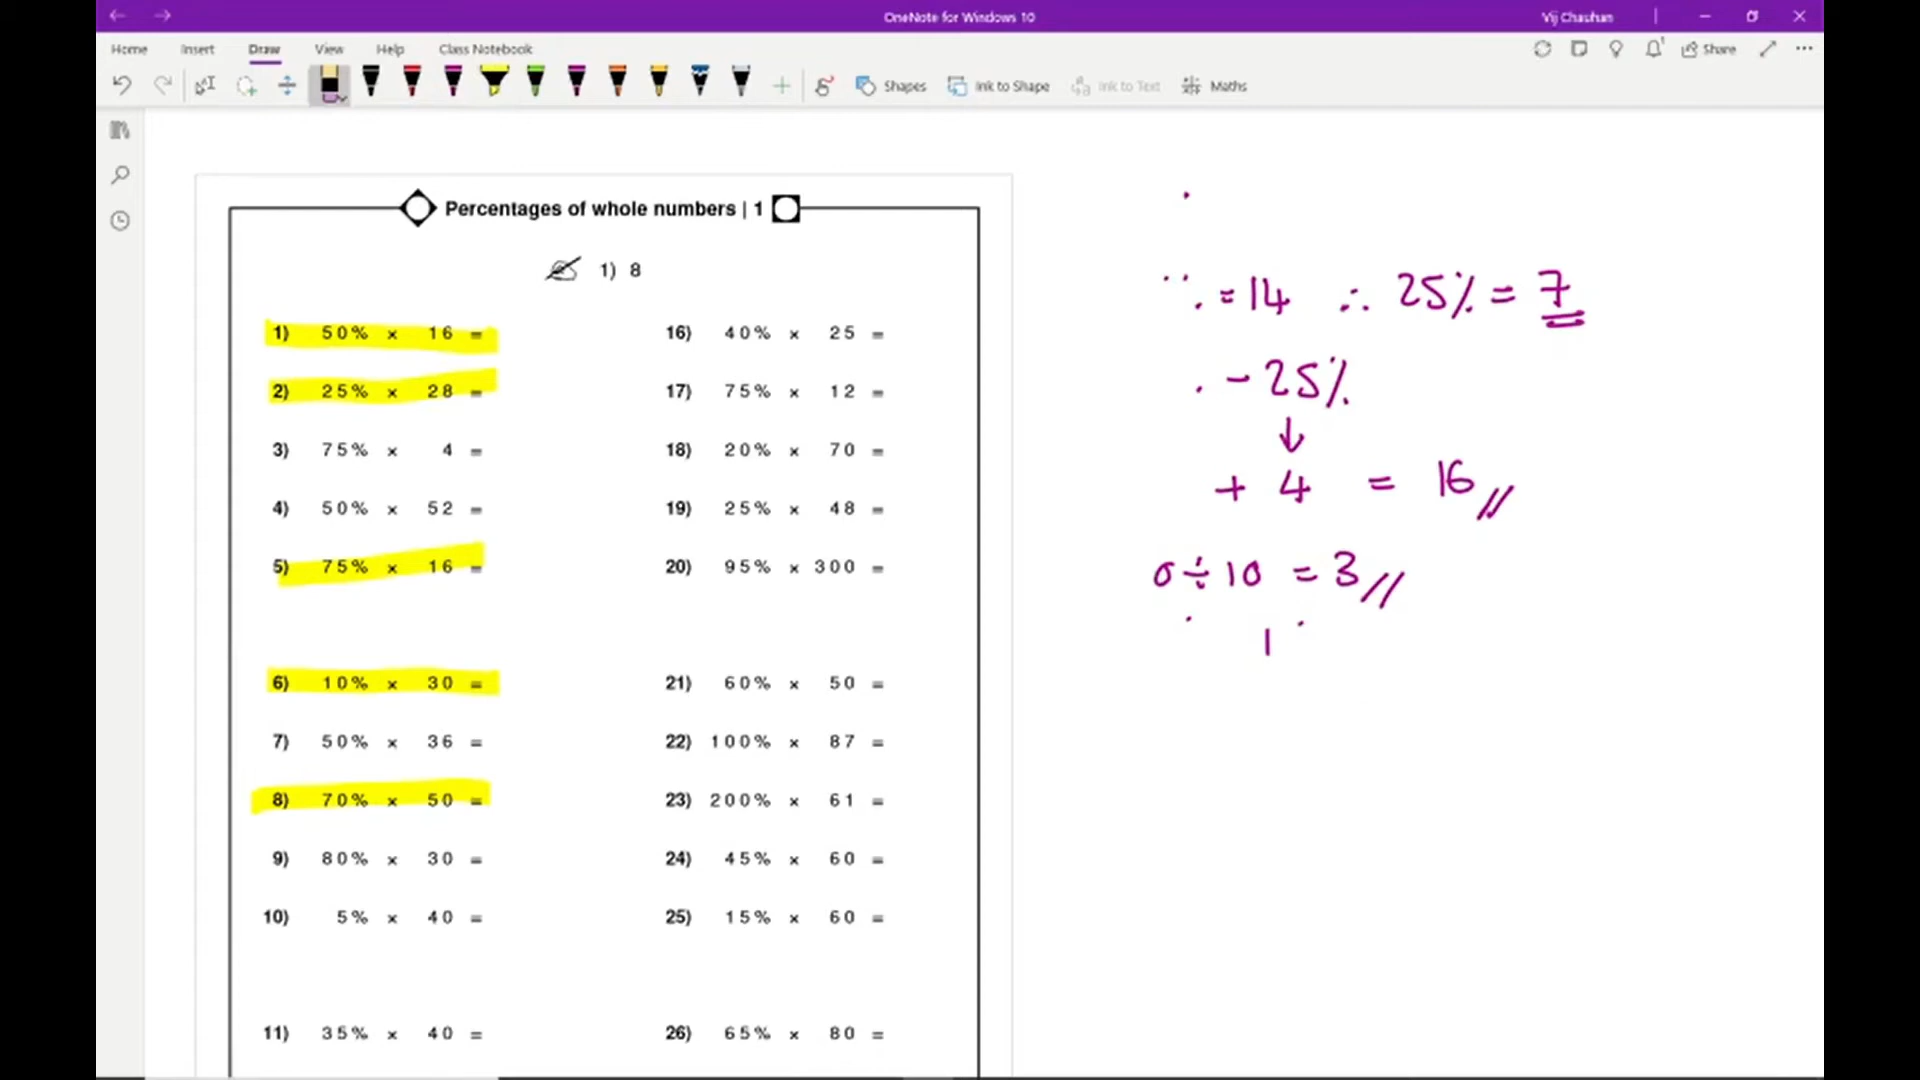 OneNote for Windows 10
Vij Chauhan
Home Insert Draw View Help Class Notebook
Share
Shapes Ink to Shape Ink to Text Maths
Percentages of whole numbers | 1
1) 8
1) 50% × 16 =
2) 25% × 28 =
3) 75% × 4 =
4) 50% × 52 =
5) 75% × 16 =
6) 10% × 30 =
7) 50% × 36 =
8) 70% × 50 =
9) 80% × 30 =
10) 5% × 40 =
11) 35% × 40 =
16) 40% × 25 =
17) 75% × 12 =
18) 20% × 70 =
19) 25% × 48 =
20) 95% × 300 =
21) 60% × 50 =
22) 100% × 87 =
23) 200% × 61 =
24) 45% × 60 =
25) 15% × 60 =
26) 65% × 80 =
= 14 ∴ 25% = 7
- 25%
↓
+ 4 = 16
0 ÷ 10 = 3